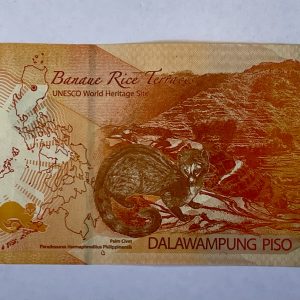 Banaue Rice Terraces
UNESCO World Heritage Site
Palm Civet
Paradoxurus hermaphroditus Philippinensis
DALAWAMPUNG PISO